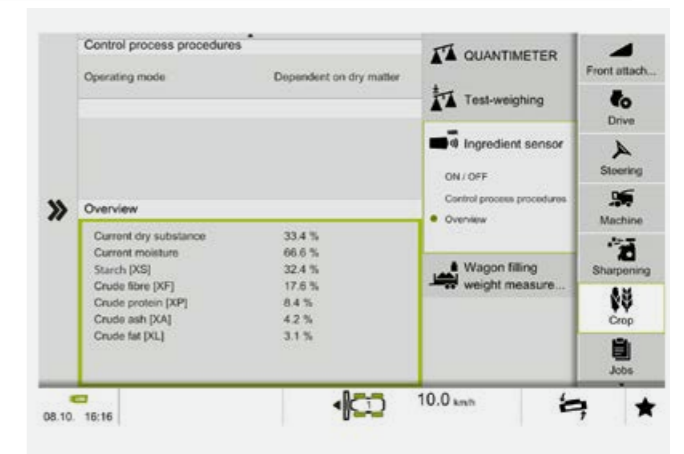 Control process procedures
Operating mode Dependent on dry matter
Overview
Current dry substance 33.4 %
Current moisture 66.6 %
Starch [XS] 32.4 %
Crude fibre [XF] 17.6 %
Crude protein [XP] 8.4 %
Crude ash [XA] 4.2 %
Crude fat [XL] 3.1 %
QUANTIMETER
Test-weighing
Ingredient sensor
ON / OFF
Control process procedures
Overview
Wagon filling
weight measure...
Front attach...
Drive
Steering
Machine
Sharpening
Crop
Jobs
08.10. 16:16
1
10.0 km/h